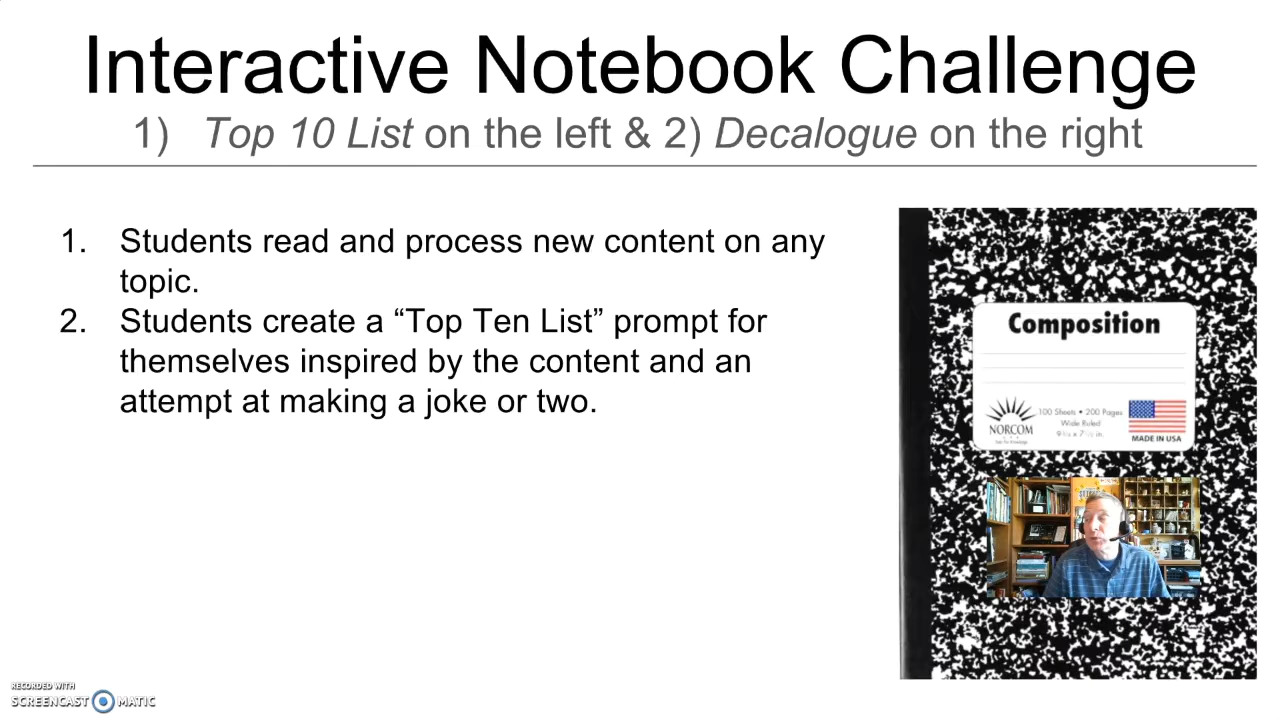 Interactive Notebook Challenge
1) Top 10 List on the left & 2) Decalogue on the right
1. Students read and process new content on any
topic.
2. Students create a “Top Ten List” prompt for
themselves inspired by the content and an
attempt at making a joke or two.
Composition
100 Sheets • 200 Pages
Wide Ruled
NORCOM
MADE IN USA
RECORDED WITH
SCREENCAST MATIC